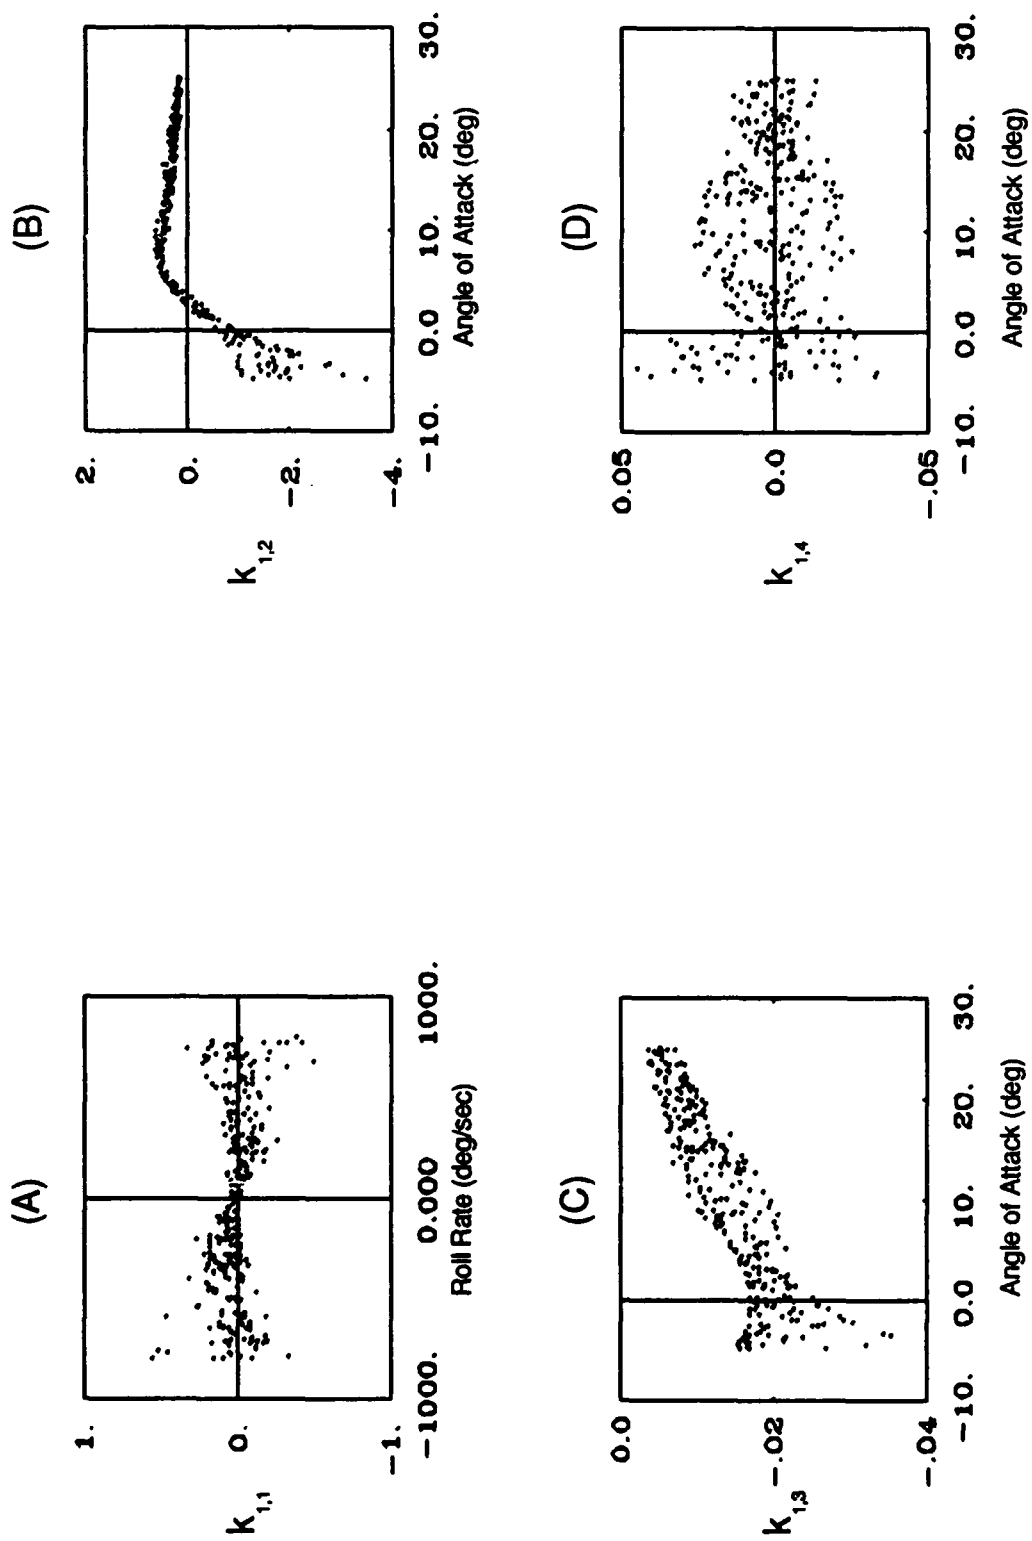 (A)
1.
0.
-1.
k1,1
-1000.
0.000
1000.
Roll Rate (deg/sec)
(B)
2.
0.
-2.
-4.
k1,2
-10.
0.0
10.
20.
30.
Angle of Attack (deg)
(C)
0.0
-.02
-.04
k1,3
-10.
0.0
10.
20.
30.
Angle of Attack (deg)
(D)
0.05
0.0
-.05
k1,4
-10.
0.0
10.
20.
30.
Angle of Attack (deg)